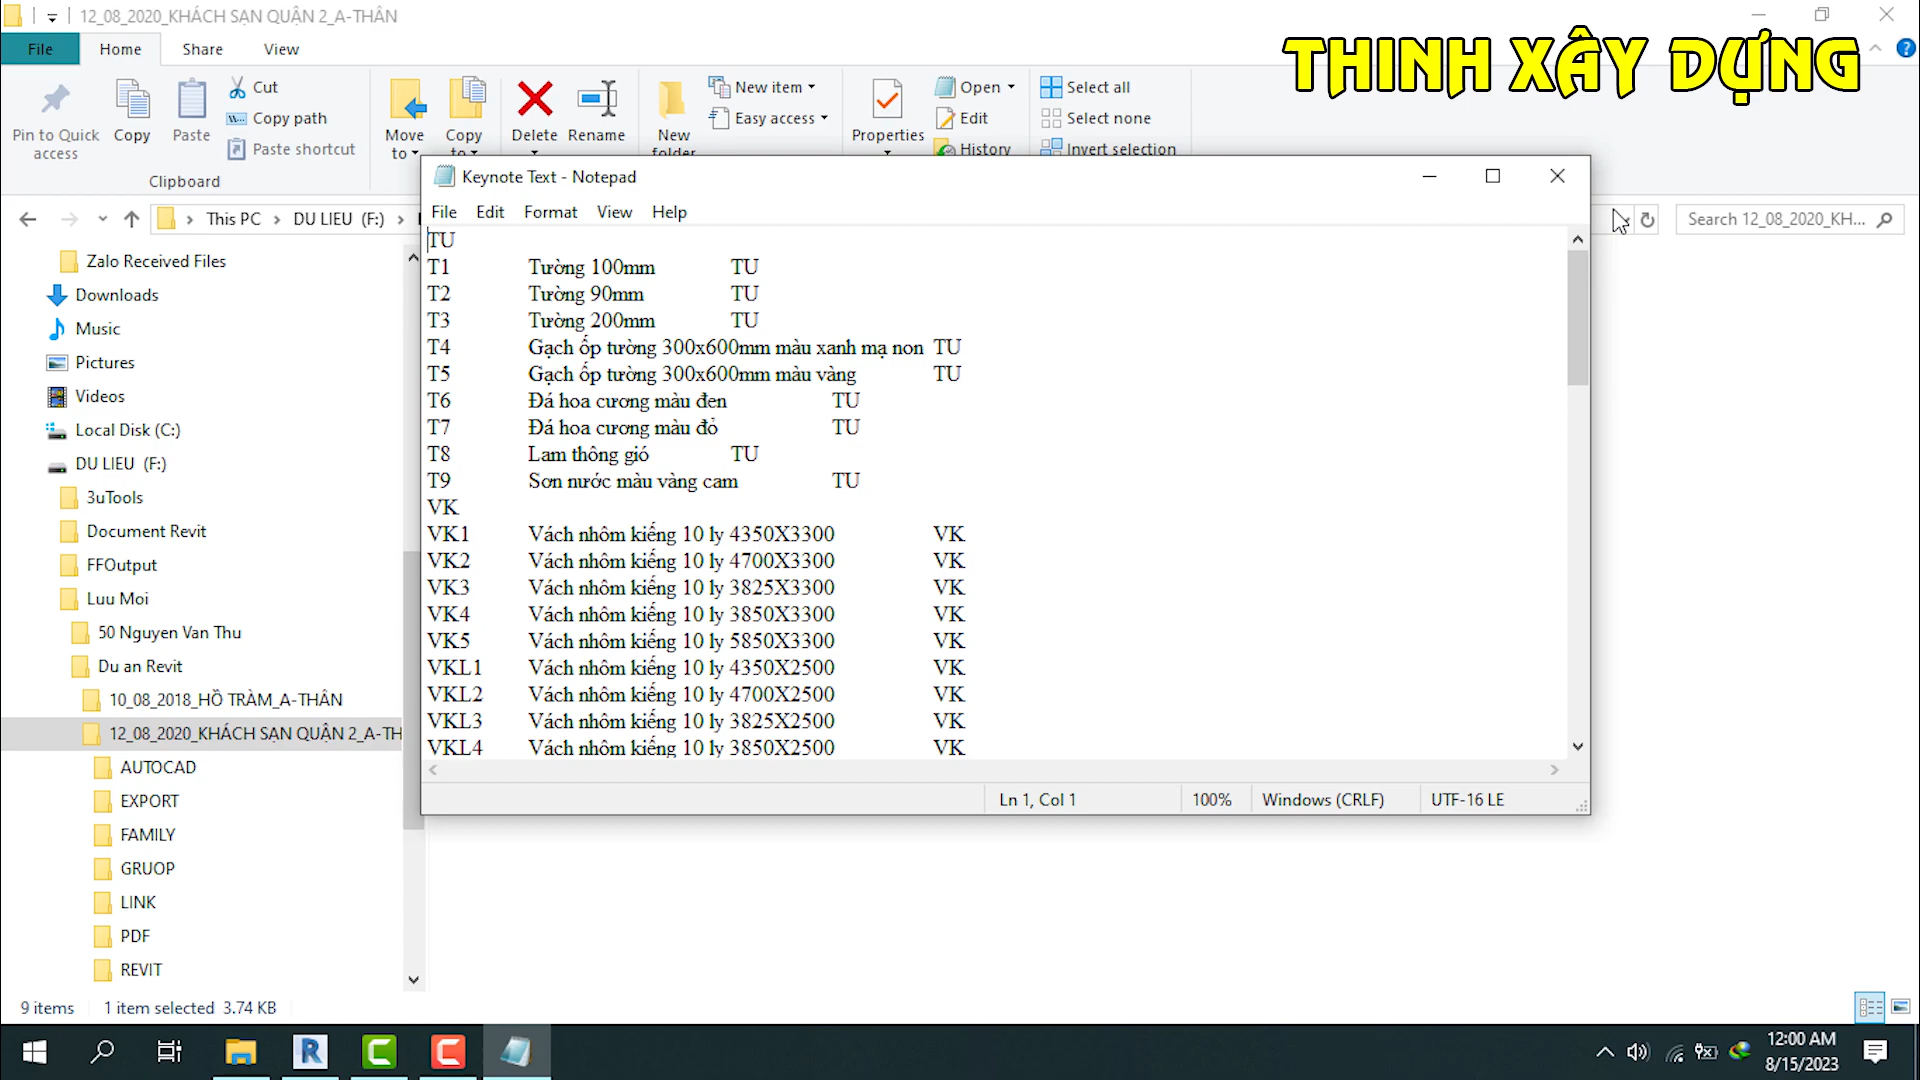 12_08_2020_KHÁCH SẠN QUẬN 2_A-THÂN
THINH XÂY DỰNG
File Home Share View
Pin to Quick access
Copy
Paste
Cut
Copy path
Paste shortcut
Clipboard
Move to
Copy to
Delete
Rename
New folder
New item
Easy access
Properties
Open
Edit
History
Select all
Select none
Invert selection
This PC > DU LIEU (F:) >
Search 12_08_2020_KH...
Zalo Received Files
Downloads
Music
Pictures
Videos
Local Disk (C:)
DU LIEU (F:)
3uTools
Document Revit
FFOutput
Luu Moi
50 Nguyen Van Thu
Du an Revit
10_08_2018_HỒ TRÀM_A-THÂN
12_08_2020_KHÁCH SẠN QUẬN 2_A-TH
AUTOCAD
EXPORT
FAMILY
GRUOP
LINK
PDF
REVIT
Keynote Text - Notepad
File Edit Format View Help
TU
T1 Tường 100mm TU
T2 Tường 90mm TU
T3 Tường 200mm TU
T4 Gạch ốp tường 300x600mm màu xanh mạ non TU
T5 Gạch ốp tường 300x600mm màu vàng TU
T6 Đá hoa cương màu đen TU
T7 Đá hoa cương màu đỏ TU
T8 Lam thông gió TU
T9 Sơn nước màu vàng cam TU
VK
VK1 Vách nhôm kiếng 10 ly 4350X3300 VK
VK2 Vách nhôm kiếng 10 ly 4700X3300 VK
VK3 Vách nhôm kiếng 10 ly 3825X3300 VK
VK4 Vách nhôm kiếng 10 ly 3850X3300 VK
VK5 Vách nhôm kiếng 10 ly 5850X3300 VK
VKL1 Vách nhôm kiếng 10 ly 4350X2500 VK
VKL2 Vách nhôm kiếng 10 ly 4700X2500 VK
VKL3 Vách nhôm kiếng 10 ly 3825X2500 VK
VKL4 Vách nhôm kiếng 10 ly 3850X2500 VK
Ln 1, Col 1 100% Windows (CRLF) UTF-16 LE
9 items 1 item selected 3.74 KB
12:00 AM
8/15/2023